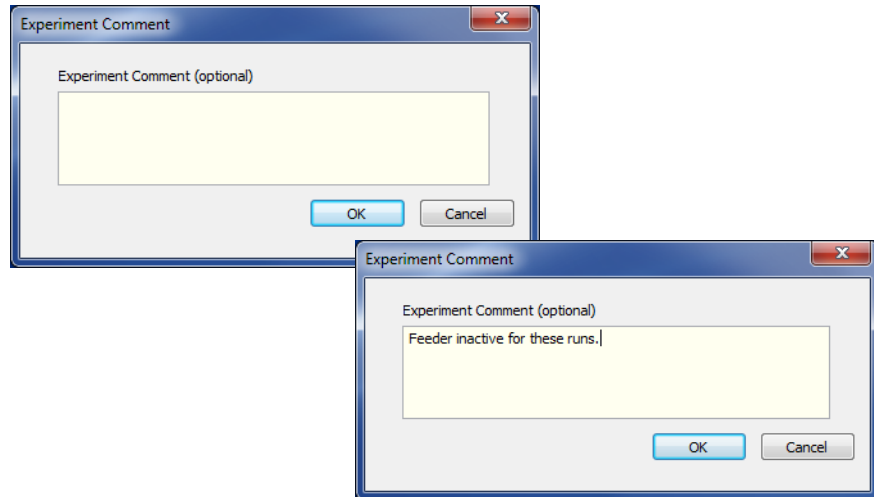 Experiment Comment
Experiment Comment (optional)
OK
Cancel
Experiment Comment
Experiment Comment (optional)
Feeder inactive for these runs.
OK
Cancel